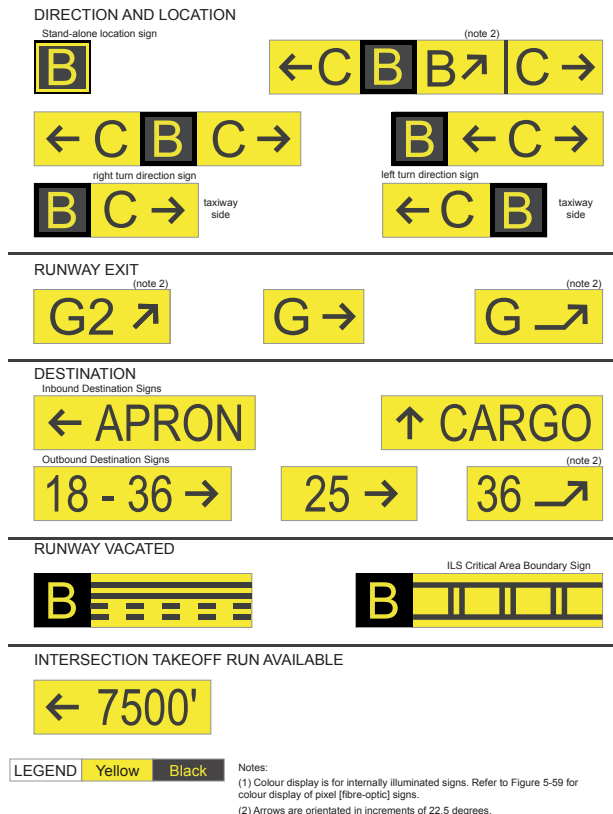 DIRECTION AND LOCATION
Stand-alone location sign
(note 2)
B
←C B B↗ C→
← C B C →
B ← C →
right turn direction sign
left turn direction sign
B C →
taxiway
side
← C B
taxiway
side
RUNWAY EXIT
(note 2)
(note 2)
G2 ↗
G →
G
DESTINATION
Inbound Destination Signs
← APRON
↑ CARGO
Outbound Destination Signs
(note 2)
18 - 36 →
25 →
36
RUNWAY VACATED
ILS Critical Area Boundary Sign
B
B
INTERSECTION TAKEOFF RUN AVAILABLE
← 7500'
LEGEND Yellow Black
Notes:
(1) Colour display is for internally illuminated signs. Refer to Figure 5-59 for
colour display of pixel [fibre-optic] signs.
(2) Arrows are orientated in increments of 22.5 degrees.